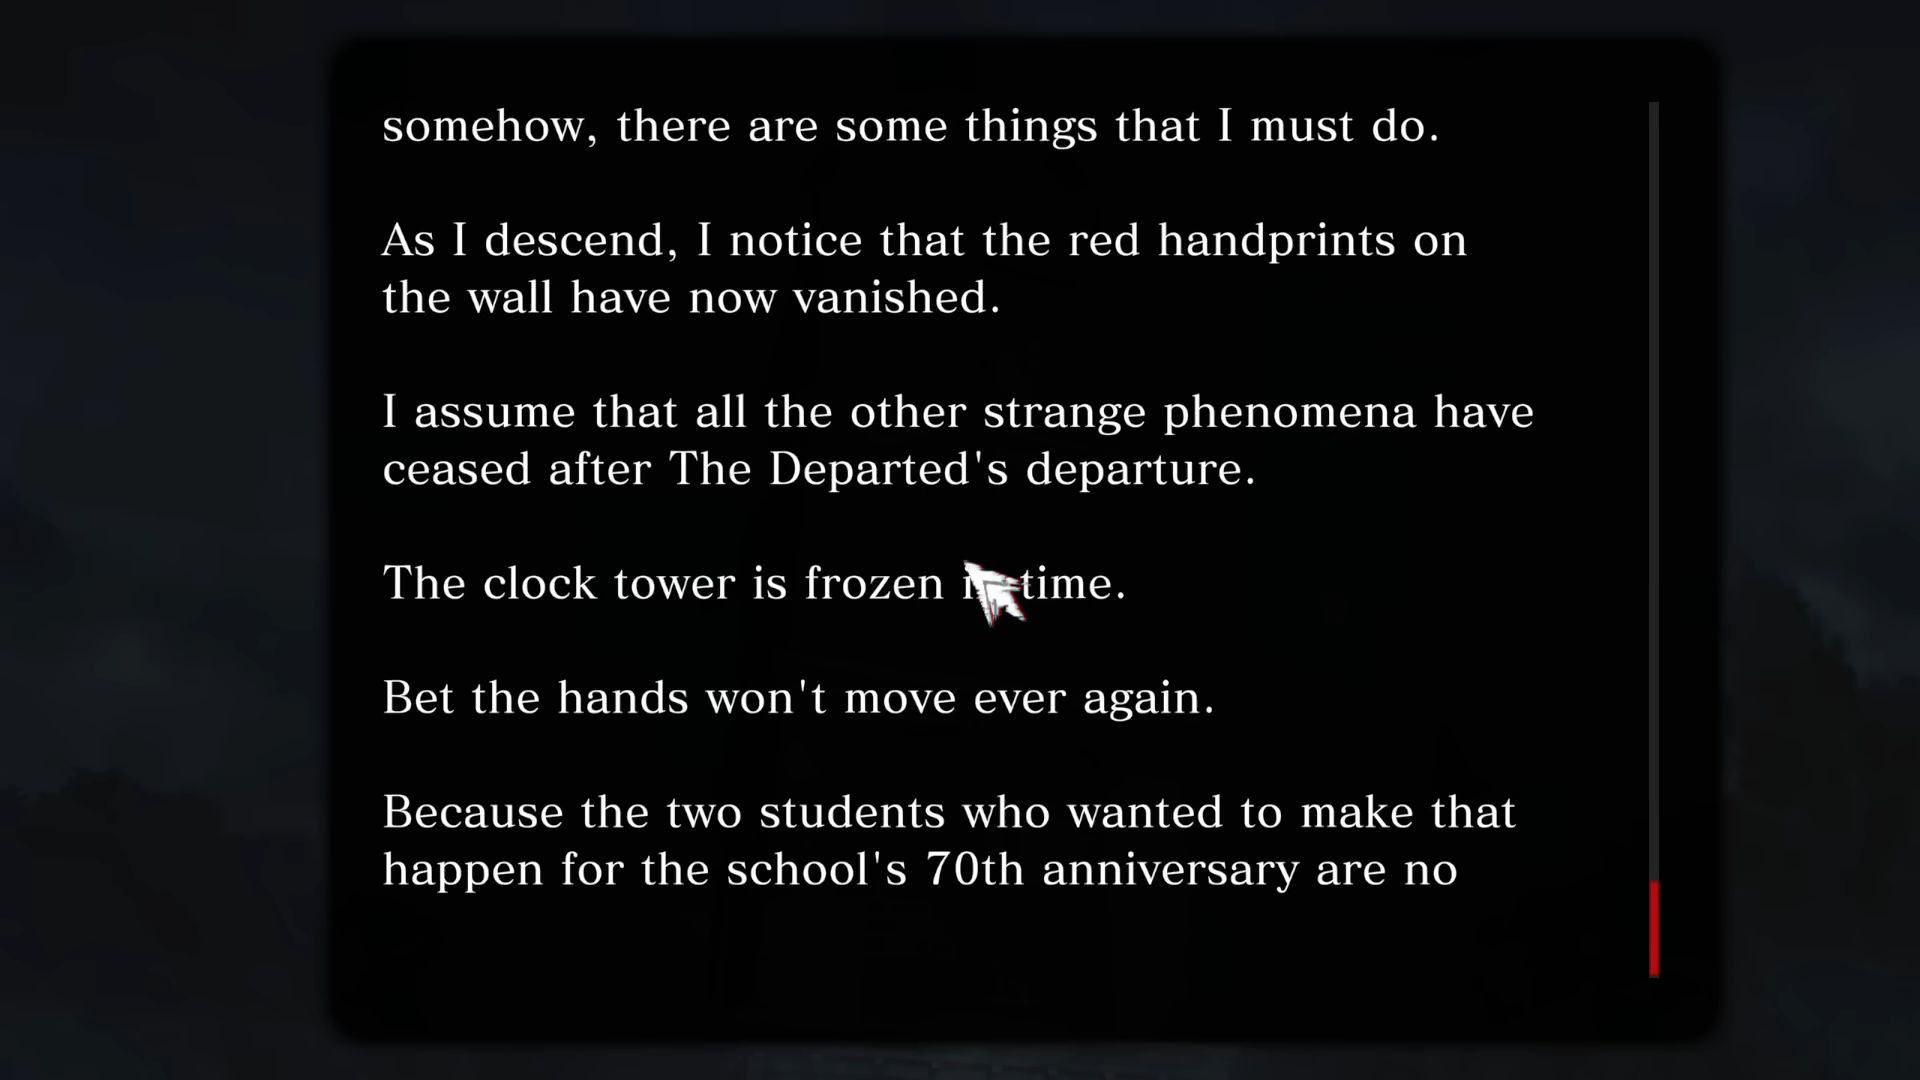 somehow, there are some things that I must do.
As I descend, I notice that the red handprints on
the wall have now vanished.
I assume that all the other strange phenomena have
ceased after The Departed's departure.
The clock tower is frozen time.
Bet the hands won't move ever again.
Because the two students who wanted to make that
happen for the school's 70th anniversary are no